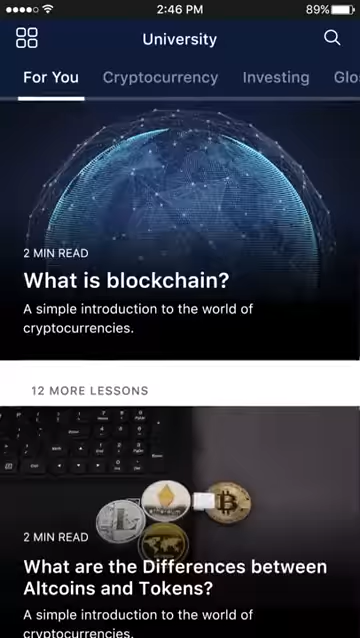 2:46 PM
89%
University
For You Cryptocurrency Investing Glo
2 MIN READ
What is blockchain?
A simple introduction to the world of
cryptocurrencies.
12 MORE LESSONS
2 MIN READ
What are the Differences between
Altcoins and Tokens?
A simple introduction to the world of
cryptocurrencies.